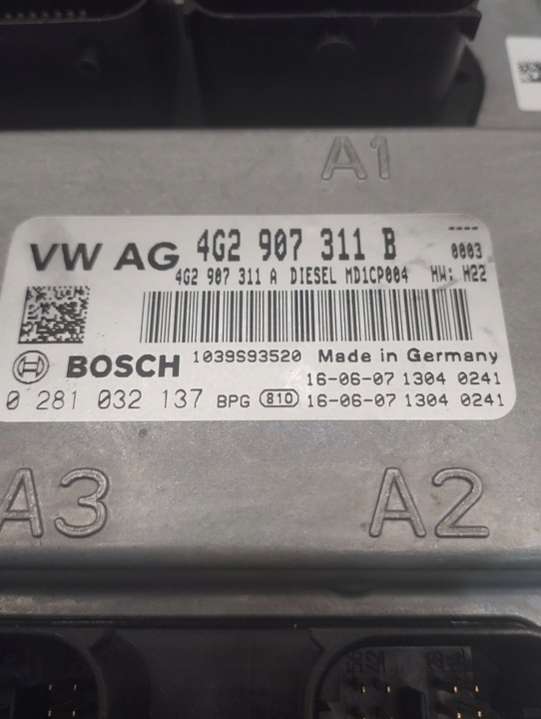 A1
VW AG 4G2 907 311 B ----
0003
4G2 907 311 A DIESEL MD1CP004 HW: H22
BOSCH 1039S93520 Made in Germany
16-06-07 1304 0241
0 281 032 137 BPG 810 16-06-07 1304 0241
A3 A2